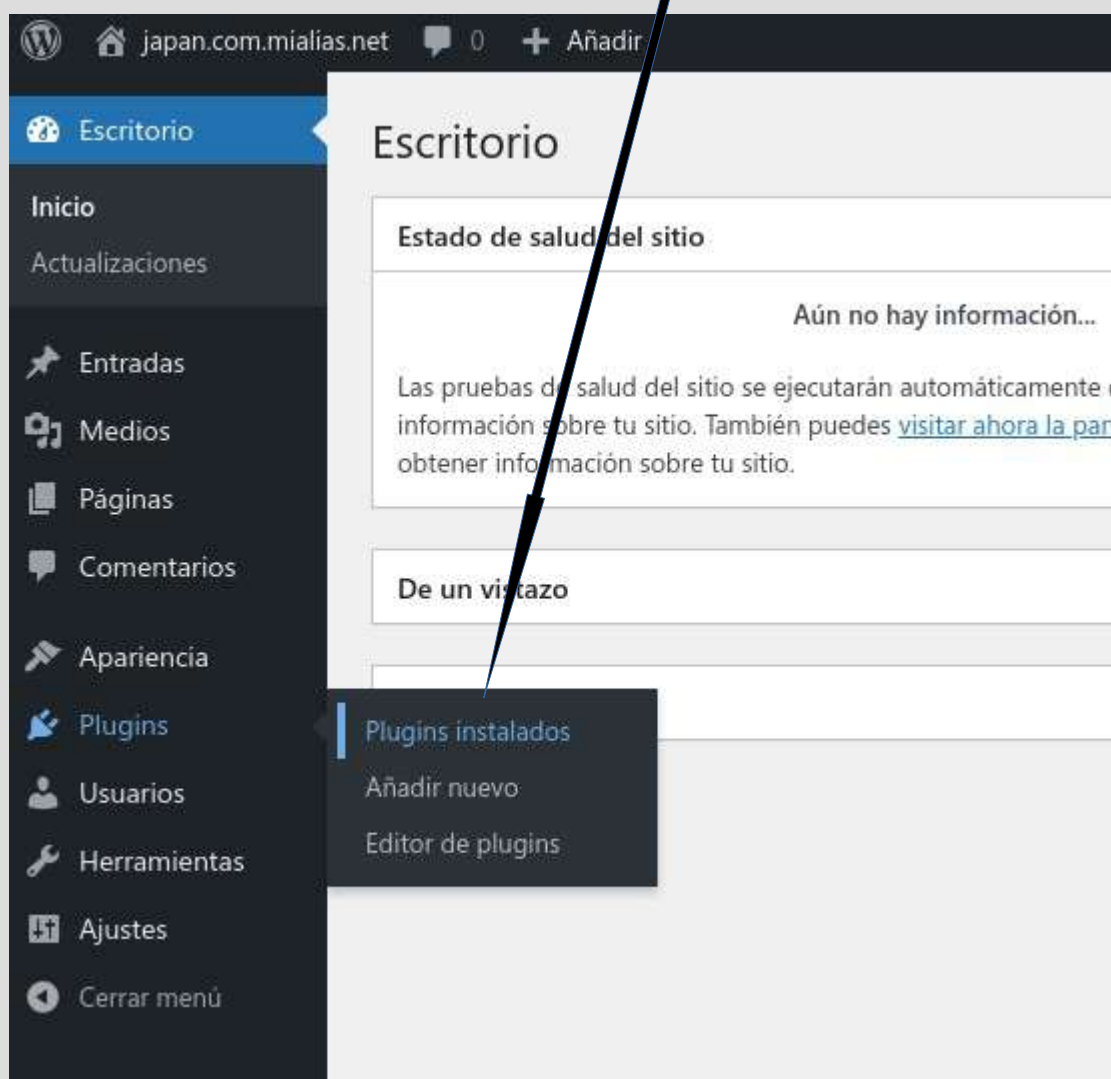 japan.com.mialias.net 0 Añadir
Escritorio
Inicio
Actualizaciones
Entradas
Medios
Páginas
Comentarios
Apariencia
Plugins
Usuarios
Herramientas
Ajustes
Cerrar menú
Plugins instalados
Añadir nuevo
Editor de plugins
Escritorio
Estado de salud del sitio
Aún no hay información...
Las pruebas de salud del sitio se ejecutarán automáticamente
información sobre tu sitio. También puedes visitar ahora la
obtener información sobre tu sitio.
De un vistazo